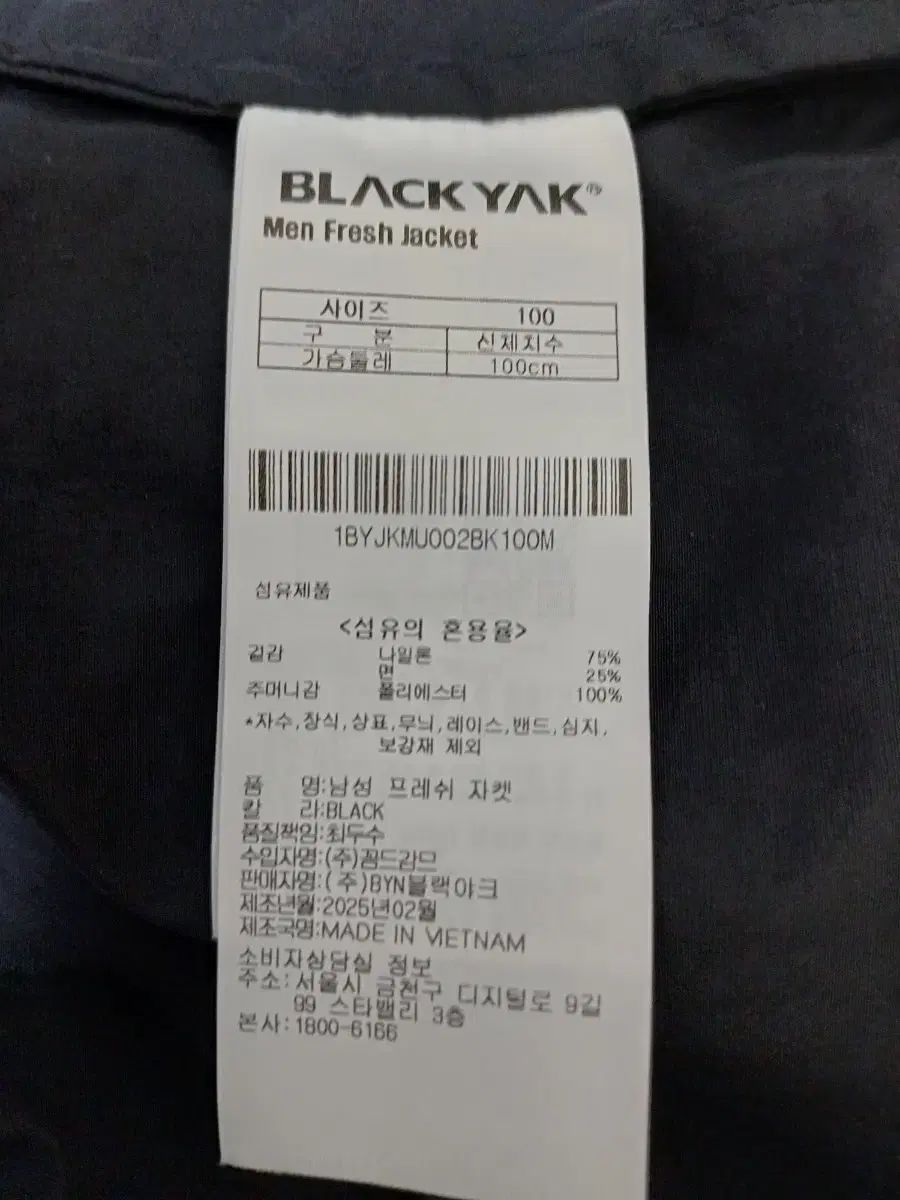 BLACK YAK®
Men Fresh Jacket
사이즈 100
구 분 신체치수
가슴둘레 100cm
1BYJKMU002BK100M
섬유제품
<섬유의 혼용율>
겉감 나일론 75%
면 25%
주머니감 폴리에스터 100%
*자수,장식,상표,무늬,레이스,밴드,심지,
보강재 제외
품 명:남성 프레쉬 자켓
칼 라:BLACK
품질책임:최두수
수입자명:(주)꼼드감므
판매자명:(주)BYN블랙야크
제조년월:2025년02월
제조국명:MADE IN VIETNAM
소비자상담실 정보
주소:서울시 금천구 디지털로 9길
99 스타밸리 3층
본사:1800-6166